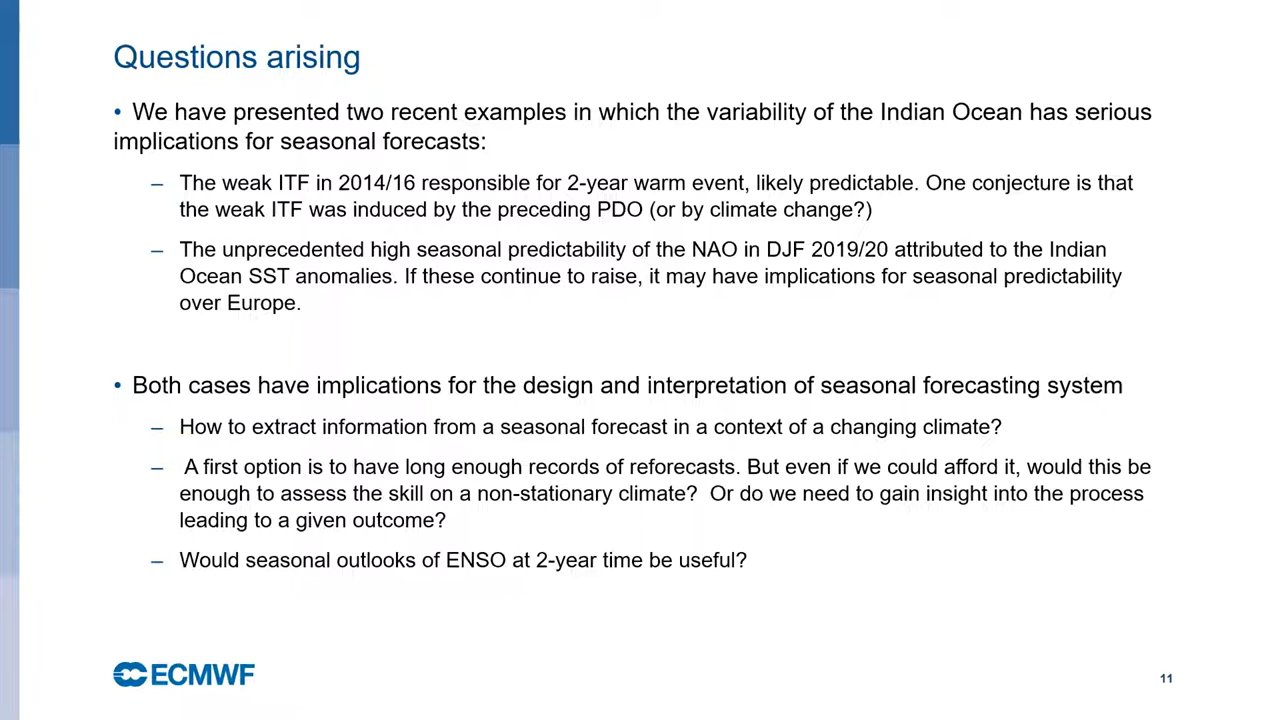 Questions arising
• We have presented two recent examples in which the variability of the Indian Ocean has serious
implications for seasonal forecasts:
– The weak ITF in 2014/16 responsible for 2-year warm event, likely predictable. One conjecture is that
the weak ITF was induced by the preceding PDO (or by climate change?)
– The unprecedented high seasonal predictability of the NAO in DJF 2019/20 attributed to the Indian
Ocean SST anomalies. If these continue to raise, it may have implications for seasonal predictability
over Europe.
• Both cases have implications for the design and interpretation of seasonal forecasting system
– How to extract information from a seasonal forecast in a context of a changing climate?
– A first option is to have long enough records of reforecasts. But even if we could afford it, would this be
enough to assess the skill on a non-stationary climate? Or do we need to gain insight into the process
leading to a given outcome?
– Would seasonal outlooks of ENSO at 2-year time be useful?
ECMWF
11